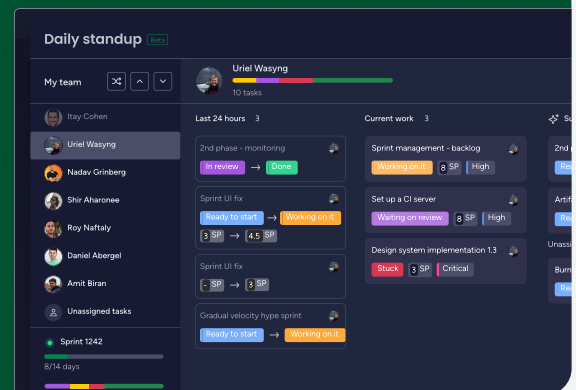 Daily standup Beta
My team
Itay Cohen
Uriel Wasyng
Nadav Grinberg
Shir Aharonee
Roy Naftaly
Daniel Abergel
Amit Biran
Unassigned tasks
Sprint 1242
8/14 days
Uriel Wasyng
10 tasks
Last 24 hours 3
2nd phase - monitoring
In review → Done
Sprint UI fix
Ready to start → Working on it
3 SP → 4.5 SP
Sprint UI fix
- SP → 3 SP
Gradual velocity hype sprint
Ready to start → Working on it
Current work 3
Sprint management - backlog
Working on it 8 SP High
Set up a CI server
Waiting on review 8 SP High
Design system implementation 1.3
Stuck 3 SP Critical
2nd
Unassi
Burn